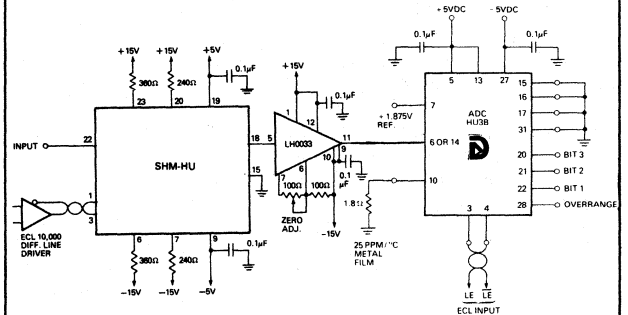 +5VDC
-5VDC
0.1µF
0.1µF
+15V
+15V
+5V
0.1µF
+15V
0.1µF
360Ω
240Ω
5
13
27
23
20
19
1
12
15
16
17
31
7
+1.875V
REF.
ADC
HU3B
INPUT
22
SHM-HU
18
5
LH0033
11
6 OR 14
15
10
9
0.1
µF
7
6
100Ω
100Ω
10
20
BIT 3
21
BIT 2
22
BIT 1
28
OVERRANGE
1
3
ECL 10,000
DIFF. LINE
DRIVER
ZERO
ADJ.
-15V
1.8Ω
25 PPM/°C
METAL
FILM
3
4
6
7
9
360Ω
240Ω
0.1µF
-15V
-15V
-5V
LE
LE
ECL INPUT